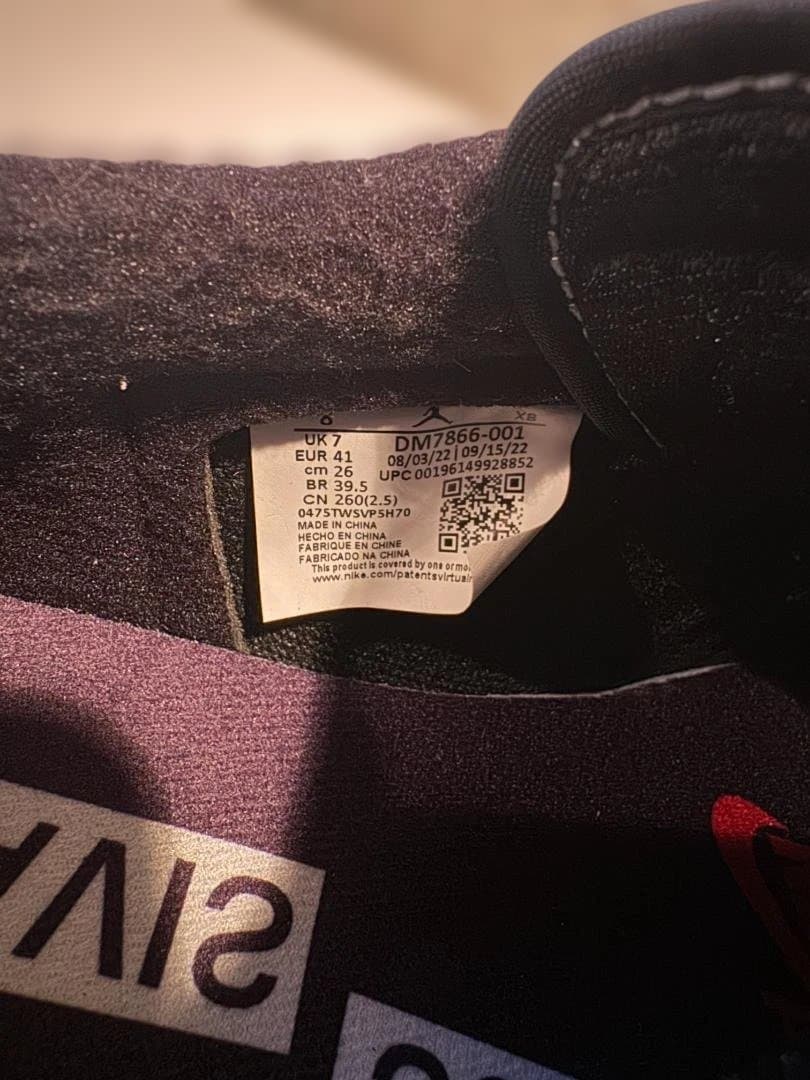 UK 7
EUR 41
cm 26
BR 39.5
CN 260(2.5)
0475TWSVP5H70
MADE IN CHINA
HECHO EN CHINA
FABRIQUE EN CHINE
FABRICADO NA CHINA
This product is covered by one or mo
www.nike.com/patentsvirtual
DM7866-001
08/03/22 | 09/15/22
UPC 00196149928852
AVIS